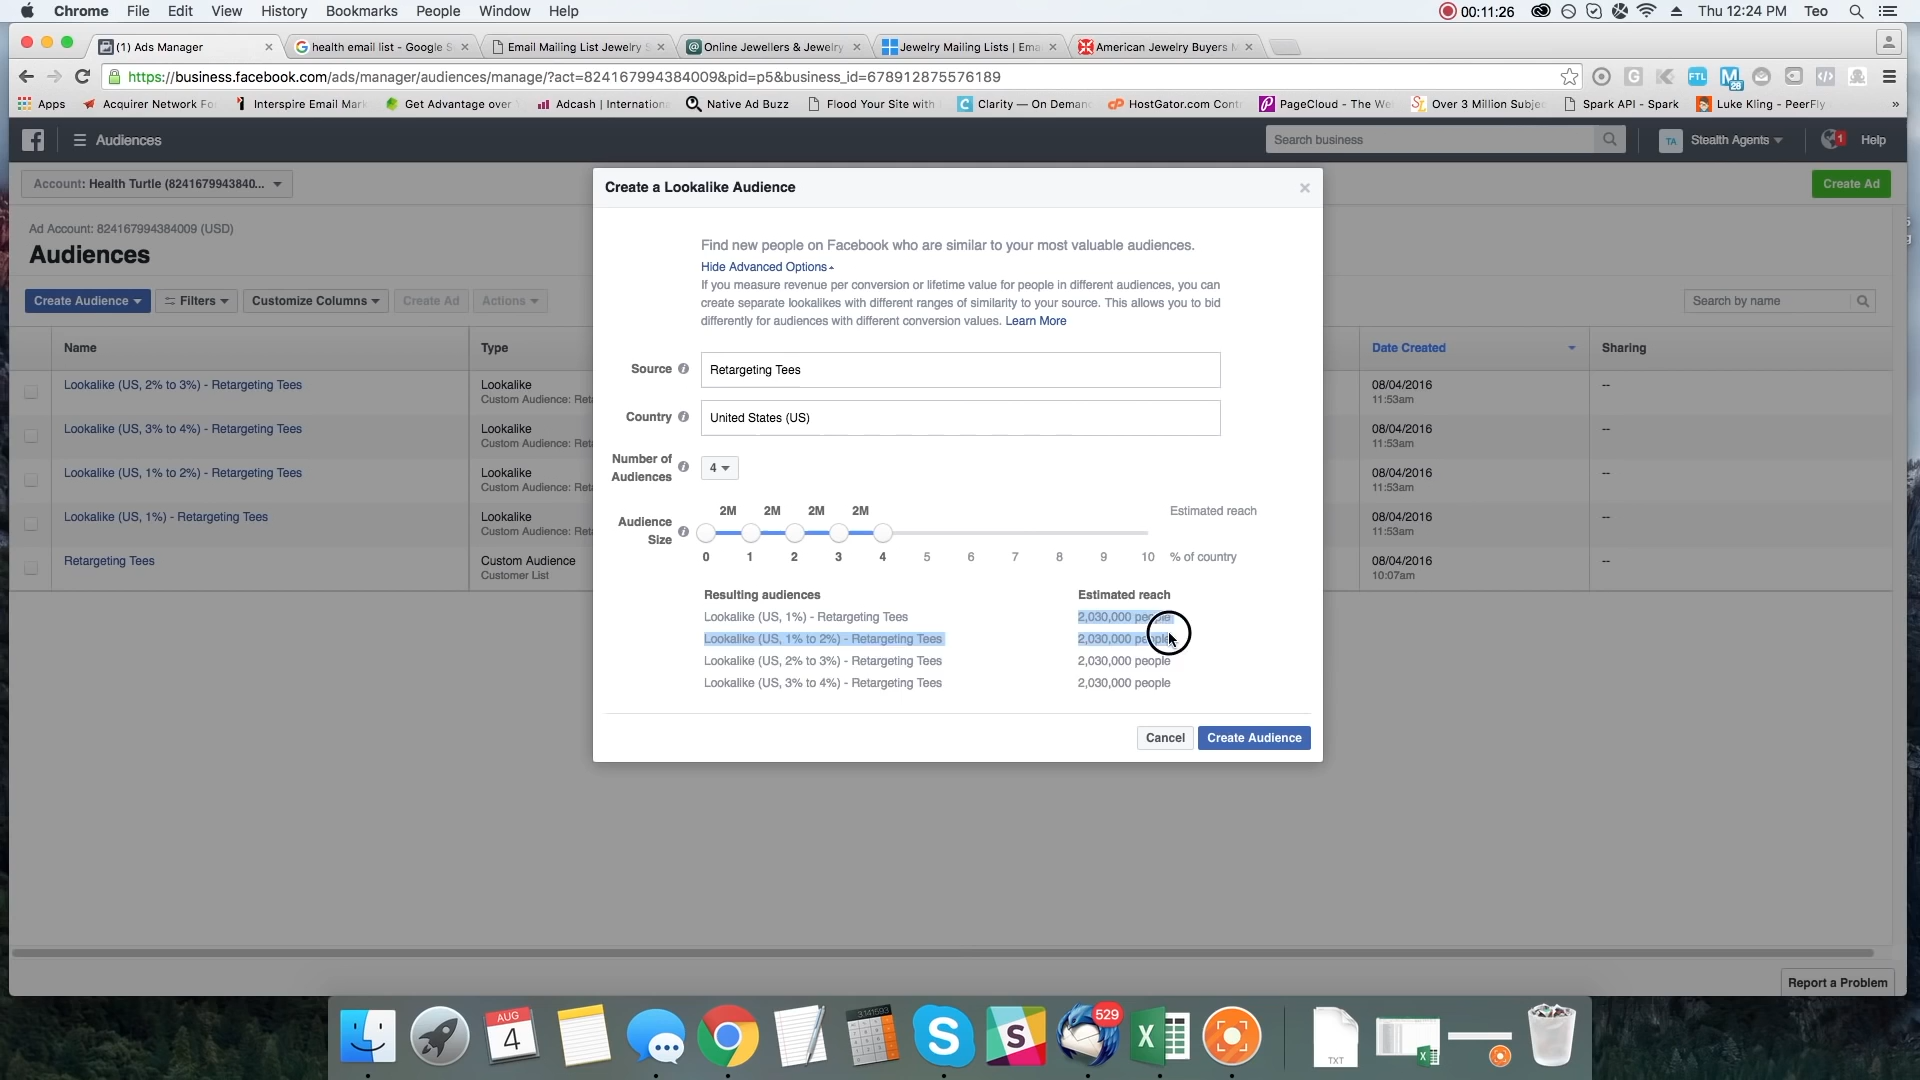 Chrome File Edit View History Bookmarks People Window Help 00:11:26 Thu 12:24 PM Teo
(1) Ads Manager health email list - Google S Email Mailing List Jewelry Online Jewellers & Jewelry Jewelry Mailing Lists | Ema American Jewelry Buyers
https://business.facebook.com/ads/manager/audiences/manage/?act=824167994384009&pid=p5&business_id=678912875576189
FTL M 28
Apps Acquirer Network Fo Interspire Email Mark Get Advantage over Adcash | Internationa Native Ad Buzz Flood Your Site with Clarity — On Deman HostGator.com Cont PageCloud - The We Over 3 Million Subje Spark API - Spark Luke Kling - PeerFly »
Audiences Search business TA Stealth Agents 1 Help
Account: Health Turtle (8241679943840... Create Ad
Ad Account: 824167994384009 (USD)
Audiences
Create Audience Filters Customize Columns Create Ad Actions Search by name
Name Type Date Created Sharing
Lookalike (US, 2% to 3%) - Retargeting Tees Lookalike 08/04/2016 --
Custom Audience: Ret 11:53am
Lookalike (US, 3% to 4%) - Retargeting Tees Lookalike 08/04/2016 --
Custom Audience: Ret 11:53am
Lookalike (US, 1% to 2%) - Retargeting Tees Lookalike 08/04/2016 --
Custom Audience: Ret 11:53am
Lookalike (US, 1%) - Retargeting Tees Lookalike 08/04/2016 --
Custom Audience: Ret 11:53am
Retargeting Tees Custom Audience 08/04/2016 --
Customer List 10:07am
Create a Lookalike Audience ×
Find new people on Facebook who are similar to your most valuable audiences.
Hide Advanced Options
If you measure revenue per conversion or lifetime value for people in different audiences, you can
create separate lookalikes with different ranges of similarity to your source. This allows you to bid
differently for audiences with different conversion values. Learn More
Source Retargeting Tees
Country United States (US)
Number of
Audiences 4
2M 2M 2M 2M Estimated reach
Audience
Size
0 1 2 3 4 5 6 7 8 9 10 % of country
Resulting audiences Estimated reach
Lookalike (US, 1%) - Retargeting Tees 2,030,000 people
Lookalike (US, 1% to 2%) - Retargeting Tees 2,030,000 people
Lookalike (US, 2% to 3%) - Retargeting Tees 2,030,000 people
Lookalike (US, 3% to 4%) - Retargeting Tees 2,030,000 people
Cancel Create Audience
Report a Problem
AUG
4
3.141593
S
S
529
X
TXT